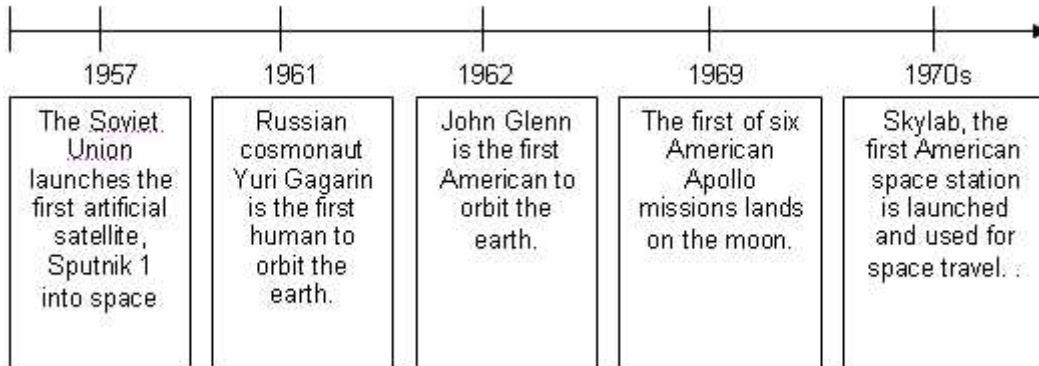 1957
1961
1962
1969
1970s
The Soviet
Union
launches the
first artificial
satellite,
Sputnik 1
into space
Russian
cosmonaut
Yuri Gagarin
is the first
human to
orbit the
earth.
John Glenn
is the first
American to
orbit the
earth.
The first of six
American
Apollo
missions lands
on the moon.
Skylab, the
first American
space station
is launched
and used for
space travel. .